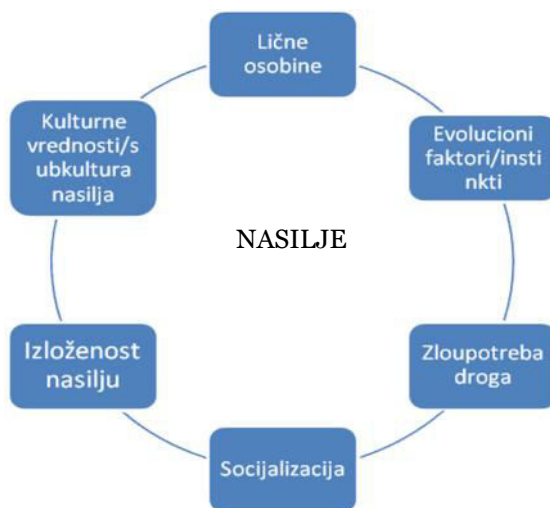 Lične
osobine
Evolucioni
faktori/insti
nkti
Zloupotreba
droga
Socijalizacija
Izloženost
nasilju
Kulturne
vrednosti/s
ubkultura
nasilja
NASILJE